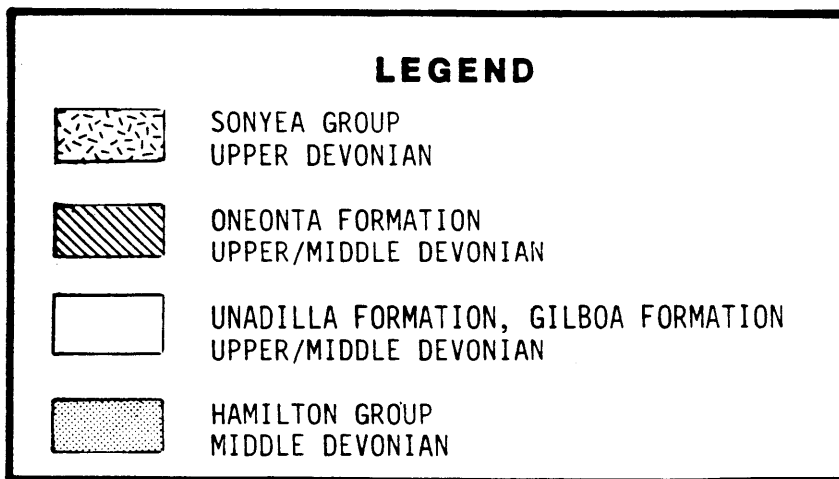 LEGEND
SONYEA GROUP
UPPER DEVONIAN
ONEONTA FORMATION
UPPER/MIDDLE DEVONIAN
UNADILLA FORMATION, GILBOA FORMATION
UPPER/MIDDLE DEVONIAN
HAMILTON GROUP
MIDDLE DEVONIAN